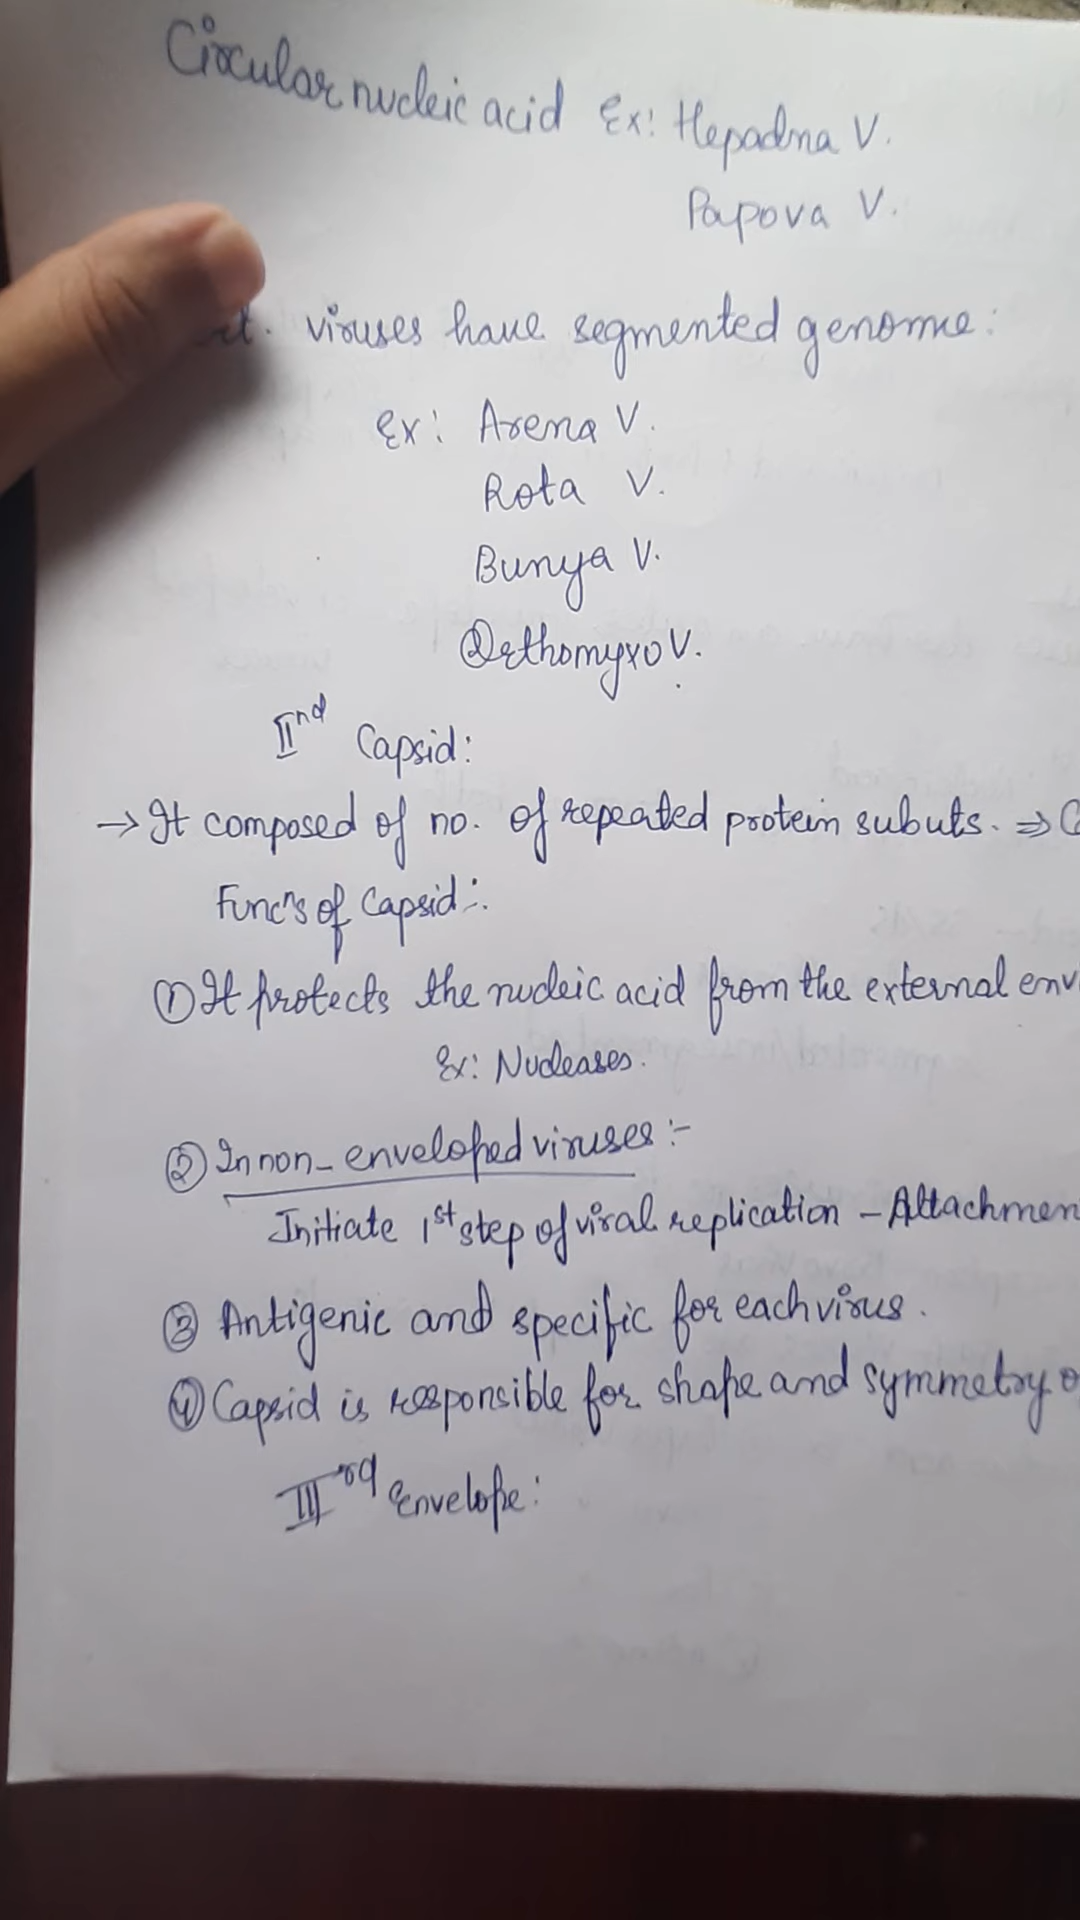 Circular nucleic acid Ex: Hepadna V.
Papova V.
viruses have segmented genome:
Ex: Arena V.
Rota V.
Bunya V.
Orthomyxo V.
IInd Capsid:
→ It composed of no. of repeated protein subuts. ⇒
Func's of Capsid:
① It protects the nucleic acid from the external env
Ex: Nucleases.
② In non-enveloped viruses :-
Initiate 1st step of viral replication - Attachmen
③ Antigenic and specific for each virus.
④ Capsid is responsible for shape and symmetry o
IIIrd Envelope: